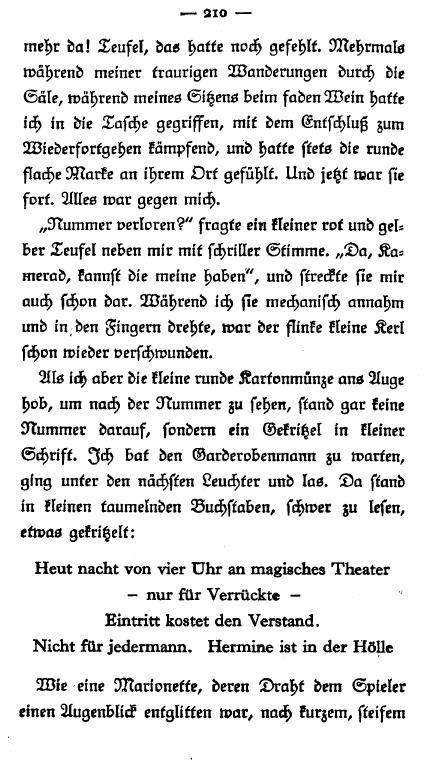 — 210 —
mehr da! Teufel, das hatte noch gefehlt. Mehrmals
während meiner traurigen Wanderungen durch die
Säle, während meines Sitzens beim faden Wein hatte
ich in die Tasche gegriffen, mit dem Entschluß zum
Wiederfortgehen kämpfend, und hatte stets die runde
flache Marke an ihrem Ort gefühlt. Und jetzt war sie
fort. Alles war gegen mich.
„Nummer verloren?“ fragte ein kleiner rot und gel-
ber Teufel neben mir mit schriller Stimme. „Da, Ka-
merad, kannst die meine haben“, und streckte sie mir
auch schon dar. Während ich sie mechanisch annahm
und in den Fingern drehte, war der flinke kleine Kerl
schon wieder verschwunden.
Als ich aber die kleine runde Kartonmünze ans Auge
hob, um nach der Nummer zu sehen, stand gar keine
Nummer darauf, sondern ein Gekritzel in kleiner
Schrift. Ich bat den Garderobenmann zu warten,
ging unter den nächsten Leuchter und las. Da stand
in kleinen taumelnden Buchstaben, schwer zu lesen,
etwas gekritzelt:
Heut nacht von vier Uhr an magisches Theater
– nur für Verrückte –
Eintritt kostet den Verstand.
Nicht für jedermann. Hermine ist in der Hölle
Wie eine Marionette, deren Draht dem Spieler
einen Augenblick entglitten war, nach kurzem, steifem